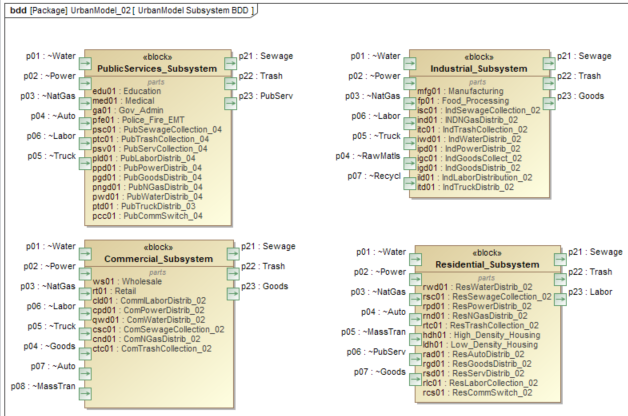 bdd [Package] UrbanModel_02 [ UrbanModel Subsystem BDD ]
p01 : ~Water
p02 : ~Power
p03 : ~NatGas
p04 : ~Auto
p06 : ~Labor
p05 : ~Truck
«block»
PublicServices_Subsystem
parts
edu01 : Education
med01 : Medical
ga01 : Gov_Admin
pfe01 : Police_Fire_EMT
psc01 : PubSewageCollection_04
ptc01 : PubTrashCollection_04
psv01 : PubServCollection_04
pld01 : PubLaborDistrib_04
ppd01 : PubPowerDistrib_04
pgd01 : PubGoodsDistrib_04
pngd01 : PubNGasDistrib_04
pwd01 : PubWaterDistrib_04
ptd01 : PubTruckDistrib_03
pcc01 : PubCommSwitch_04
p21 : Sewage
p22 : Trash
p23 : PubServ
p01 : ~Water
p02 : ~Power
p03 : ~NatGas
p06 : ~Labor
p05 : ~Truck
p04 : ~RawMatls
p07 : ~Recycl
«block»
Industrial_Subsystem
parts
mfg01 : Manufacturing
fp01 : Food_Processing
isc01 : IndSewageCollection_02
ind01 : INDNGasDistrib_02
itc01 : IndTrashCollection_02
iwd01 : IndWaterDistrib_02
ipd01 : IndPowerDistrib_02
igc01 : IndGoodsCollect_02
igd01 : IndGoodsDistrib_02
ild01 : IndLaborDistribution_02
itd01 : IndTruckDistrib_02
p21 : Sewage
p22 : Trash
p23 : Goods
p01 : ~Water
p02 : ~Power
p03 : ~NatGas
p06 : ~Labor
p05 : ~Truck
p04 : ~Goods
p07 : ~Auto
p08 : ~MassTran
«block»
Commercial_Subsystem
parts
ws01 : Wholesale
rt01 : Retail
cld01 : CommlLaborDistrib_02
cpd01 : ComPowerDistrib_02
qwd01 : ComWaterDistrib_02
csc01 : ComSewageCollection_02
cnd01 : ComNGasDistrib_02
ctc01 : ComTrashCollection_02
p21 : Sewage
p22 : Trash
p23 : Goods
p01 : ~Water
p02 : ~Power
p03 : ~NatGas
p04 : ~Auto
p05 : ~MassTran
p06 : ~PubServ
p07 : ~Goods
«block»
Residential_Subsystem
parts
rwd01 : ResWaterDistrib_02
rsc01 : ResSewageCollection_02
rpd01 : ResPowerDistrib_02
rnd01 : ResNGasDistrib_02
rtc01 : ResTrashCollection_02
hdh01 : High_Density_Housing
ldh01 : Low_Density_Housing
rad01 : ResAutoDistrib_02
rgd01 : ResGoodsDistrib_02
rsd01 : ResServDistrib_02
rlc01 : ResLaborCollection_02
rcs01 : ResCommSwitch_02
p21 : Sewage
p22 : Trash
p23 : Labor